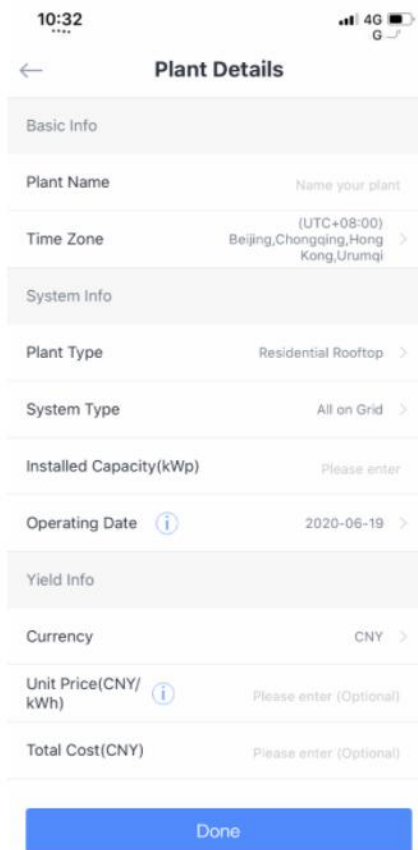 10:32
4G
G
Plant Details
Basic Info
Plant Name
Name your plant
Time Zone
(UTC+08:00)
Beijing,Chongqing,Hong
Kong,Urumqi
System Info
Plant Type
Residential Rooftop
System Type
All on Grid
Installed Capacity(kWp)
Please enter
Operating Date
i
2020-06-19
Yield Info
Currency
CNY
Unit Price(CNY/
kWh)
i
Please enter (Optional)
Total Cost(CNY)
Please enter (Optional)
Done